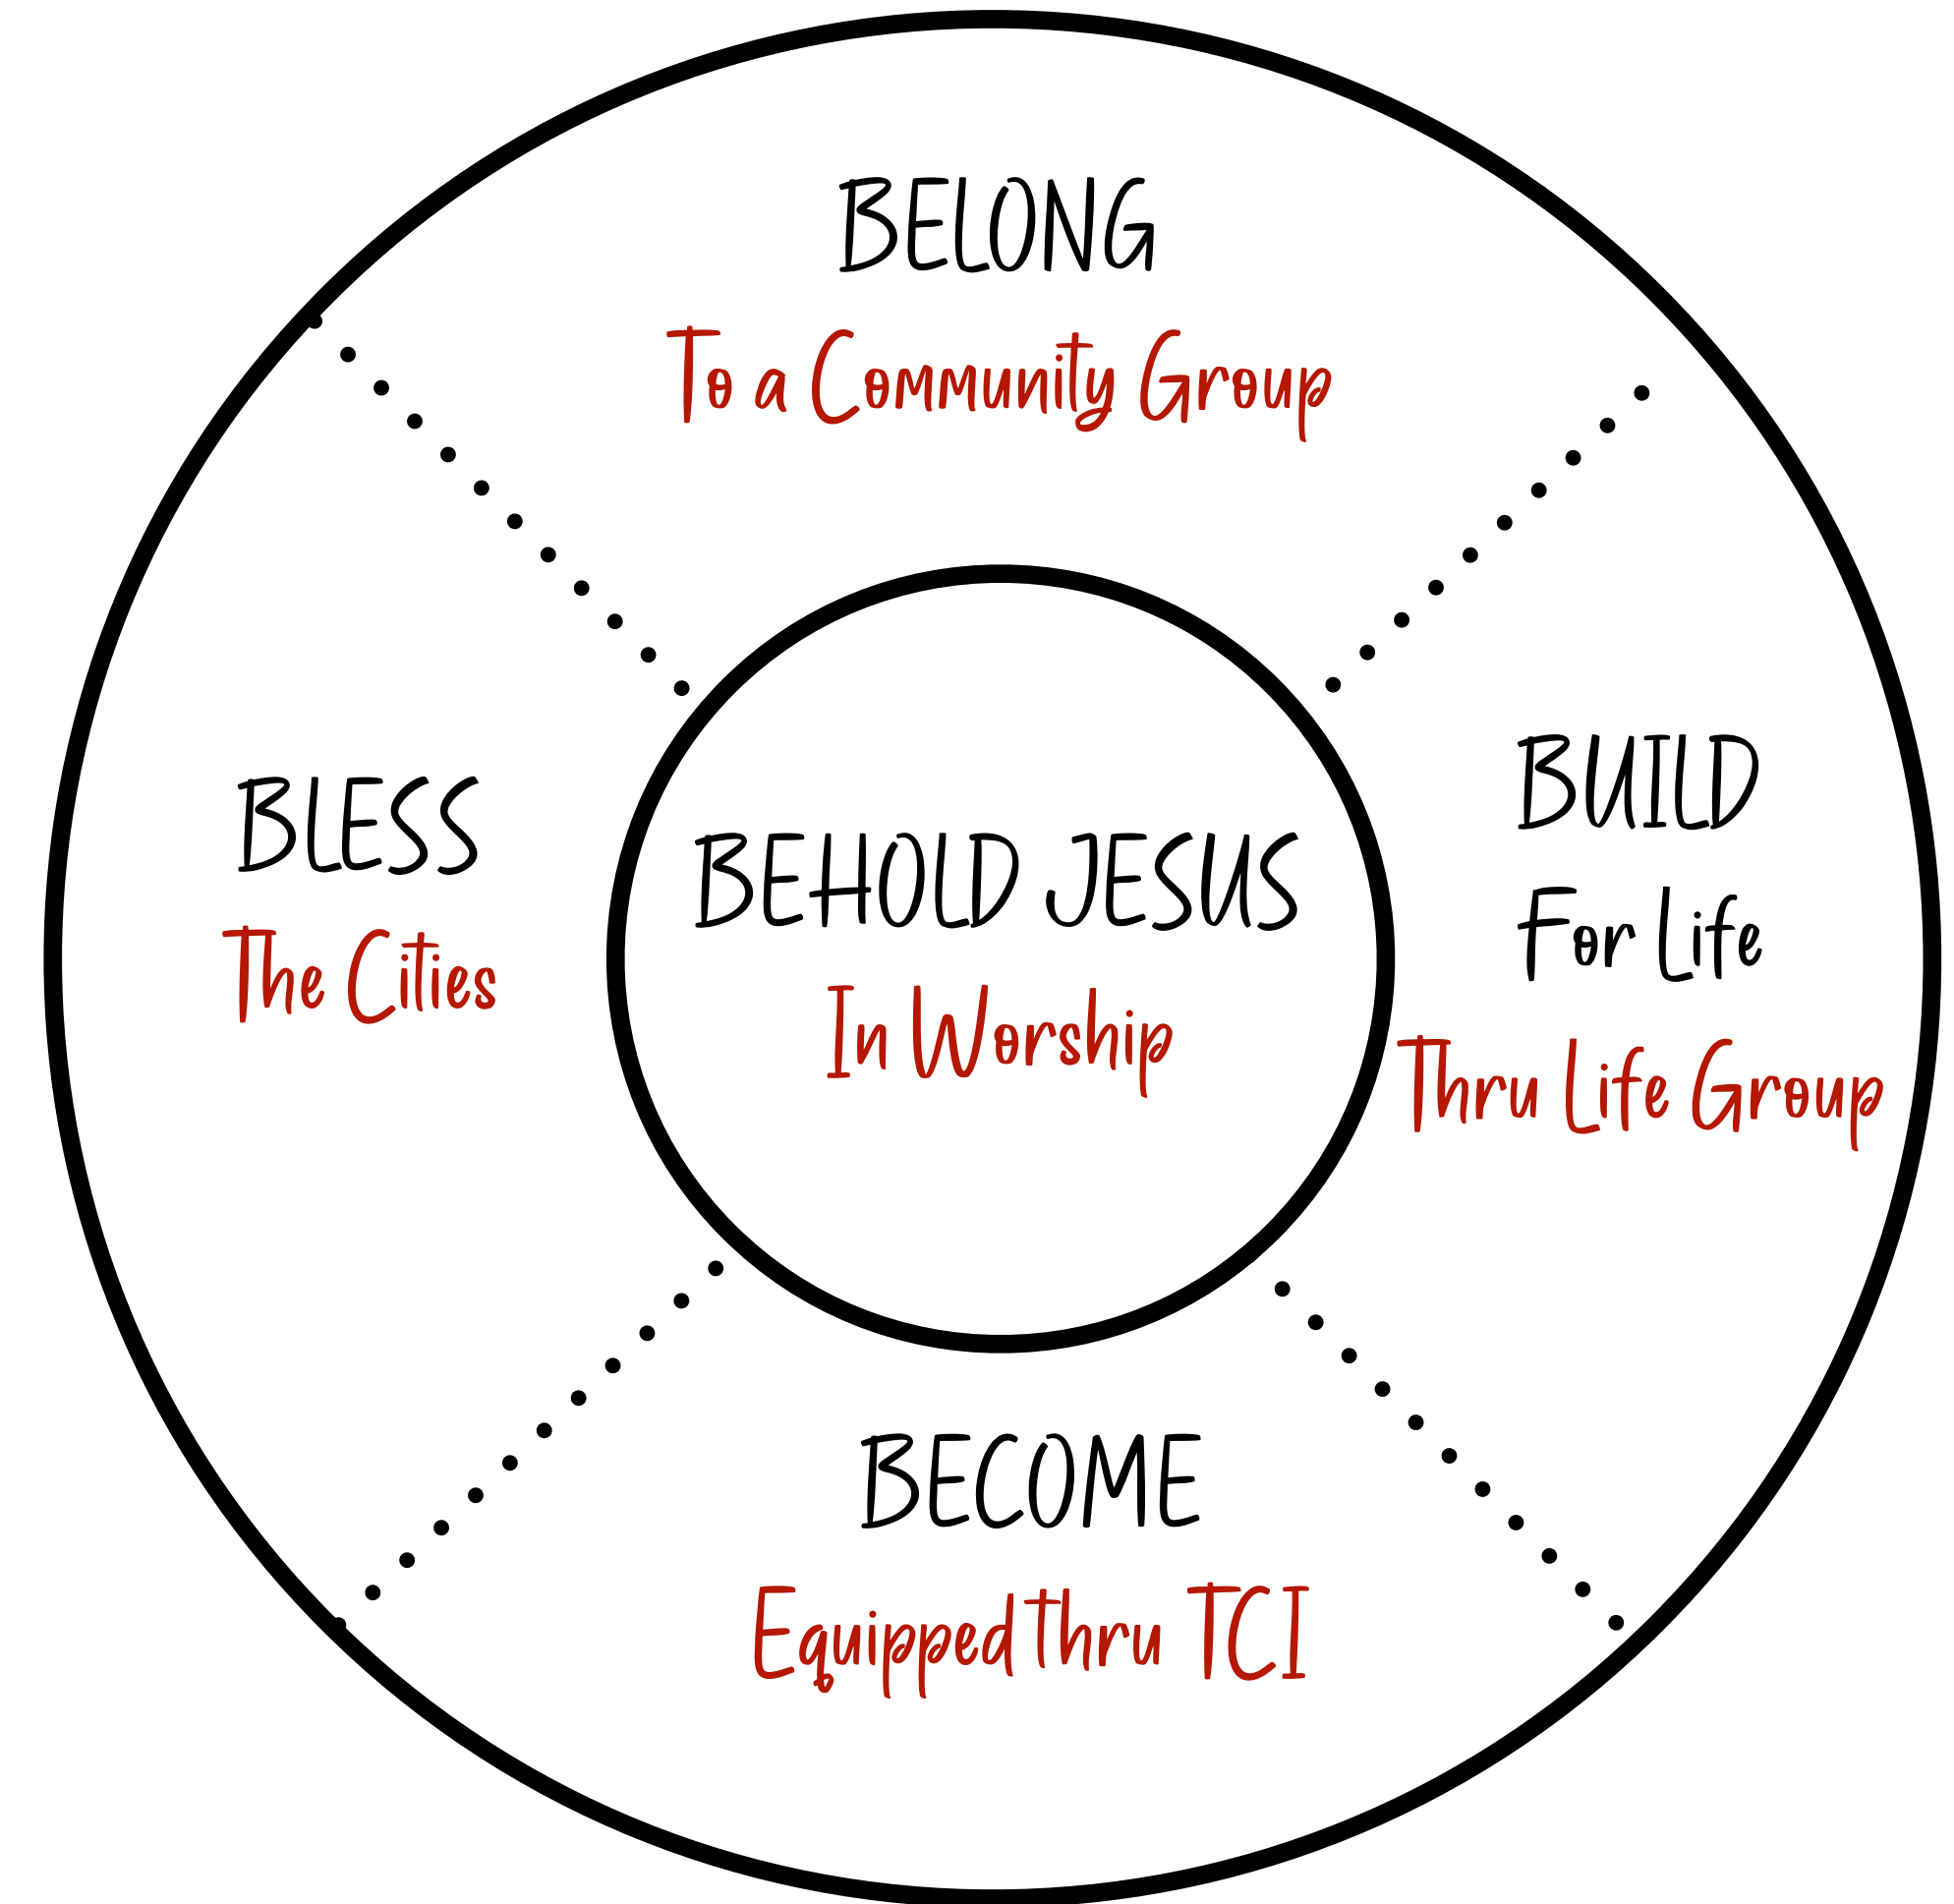 BELONG
To a Community Group
BLESS
The Cities
BEHOLD JESUS
In Worship
BUILD
For Life
Thru Life Group
BECOME
Equipped thru TCI